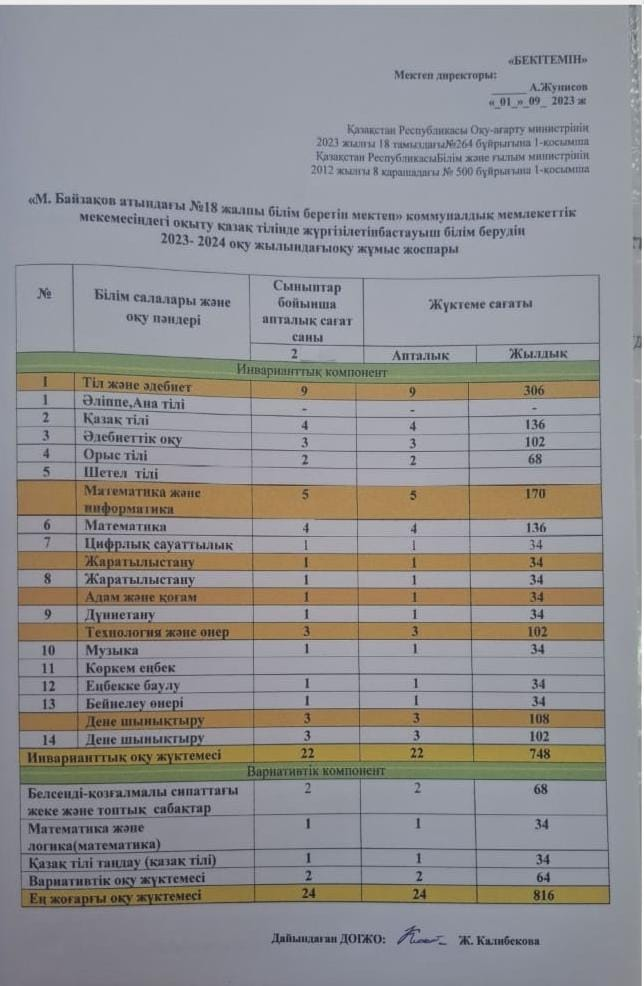 «БЕКІТЕМІН»
Мектеп директоры:
______ А.Жунисов
«_01_»_09_ 2023 ж
Қазақстан Республикасы Оқу-ағарту министрінің
2023 жылғы 18 тамыздағы№264 бұйрығына 1-қосымша
Қазақстан РеспубликасыБілім және ғылым министрінің
2012 жылғы 8 қарашадағы № 500 бұйрығына 1-қосымша
«М. Байзақов атындағы №18 жалпы білім беретін мектеп» коммуналдық мемлекеттік
мекемесіндегі оқыту қазақ тілінде жүргізілетінбастауыш білім берудің
2023- 2024 оқу жылындағыоқу жұмыс жоспары
№ Білім салалары және оқу пәндері Сыныптар бойынша апталық сағат саны Жүктеме сағаты
2 Апталық Жылдық
Инварианттық компонент
I Тіл және әдебиет 9 9 306
1 Әліппе,Ана тілі - - -
2 Қазақ тілі 4 4 136
3 Әдебиеттік оқу 3 3 102
4 Орыс тілі 2 2 68
5 Шетел тілі
Математика және информатика 5 5 170
6 Математика 4 4 136
7 Цифрлық сауаттылық 1 1 34
Жаратылыстану 1 1 34
8 Жаратылыстану 1 1 34
Адам және қоғам 1 1 34
9 Дүниетану 1 1 34
Технология және өнер 3 3 102
10 Музыка 1 1 34
11 Көркем еңбек
12 Еңбекке баулу 1 1 34
13 Бейнелеу өнері 1 1 34
Дене шынықтыру 3 3 108
14 Дене шынықтыру 3 3 102
Инварианттық оқу жүктемесі 22 22 748
Вариативтік компонент
Белсенді-қозғалмалы сипаттағы жеке және топтық сабақтар 2 2 68
Математика және логика(математика) 1 1 34
Қазақ тілі таңдау (қазақ тілі) 1 1 34
Вариативтік оқу жүктемесі 2 2 64
Ең жоғарғы оқу жүктемесі 24 24 816
Дайындаған ДОІЖО: Ж. Калибекова